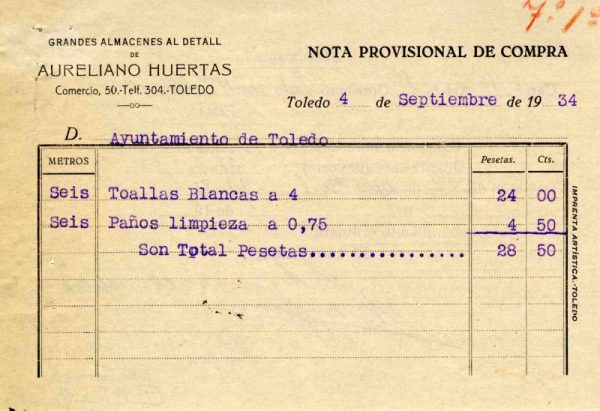 7º 1º
GRANDES ALMACENES AL DETALL
DE
AURELIANO HUERTAS
Comercio, 50.-Telf. 304.-TOLEDO
NOTA PROVISIONAL DE COMPRA
Toledo 4 de Septiembre de 1934
D. Ayuntamiento de Toledo
METROS Pesetas. Cts.
Seis Toallas Blancas a 4 24 00
Seis Paños limpieza a 0,75 4 50
Son Total Pesetas................ 28 50
IMPRENTA ARTÍSTICA.-TOLEDO